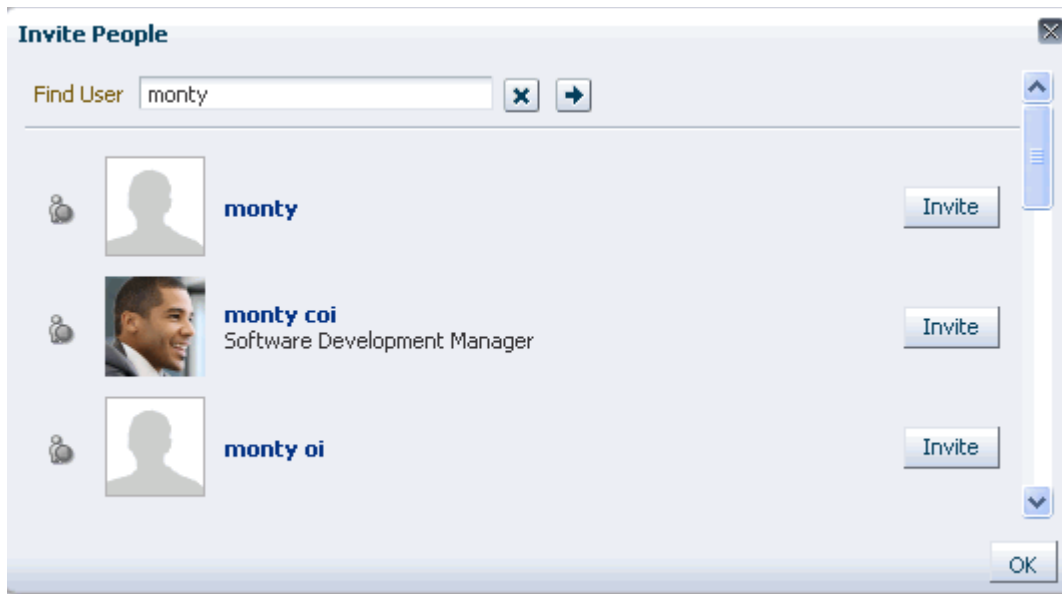 Invite People
Find User monty
monty
Invite
monty coi
Software Development Manager
Invite
monty oi
Invite
OK